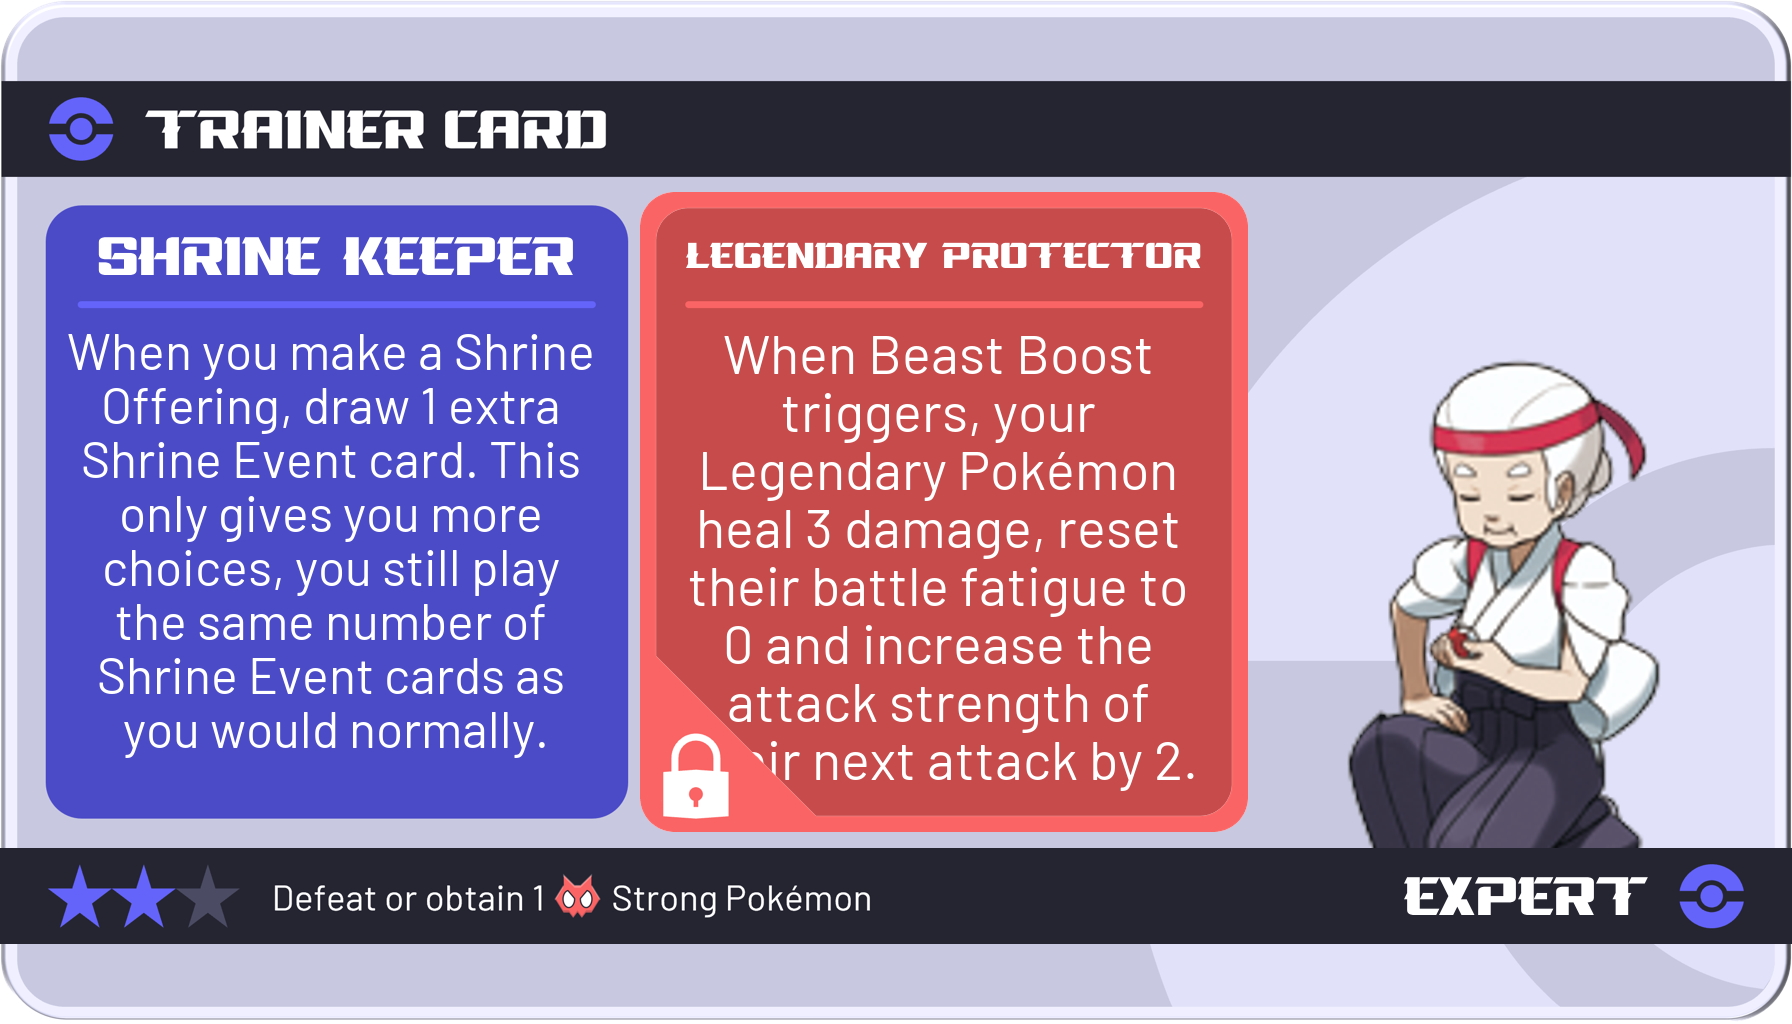 TRAINER CARD
SHRINE KEEPER
When you make a Shrine
Offering, draw 1 extra
Shrine Event card. This
only gives you more
choices, you still play
the same number of
Shrine Event cards as
you would normally.
LEGENDARY PROTECTOR
When Beast Boost
triggers, your
Legendary Pokémon
heal 3 damage, reset
their battle fatigue to
0 and increase the
attack strength of
next attack by 2.
Defeat or obtain 1 Strong Pokémon
EXPERT